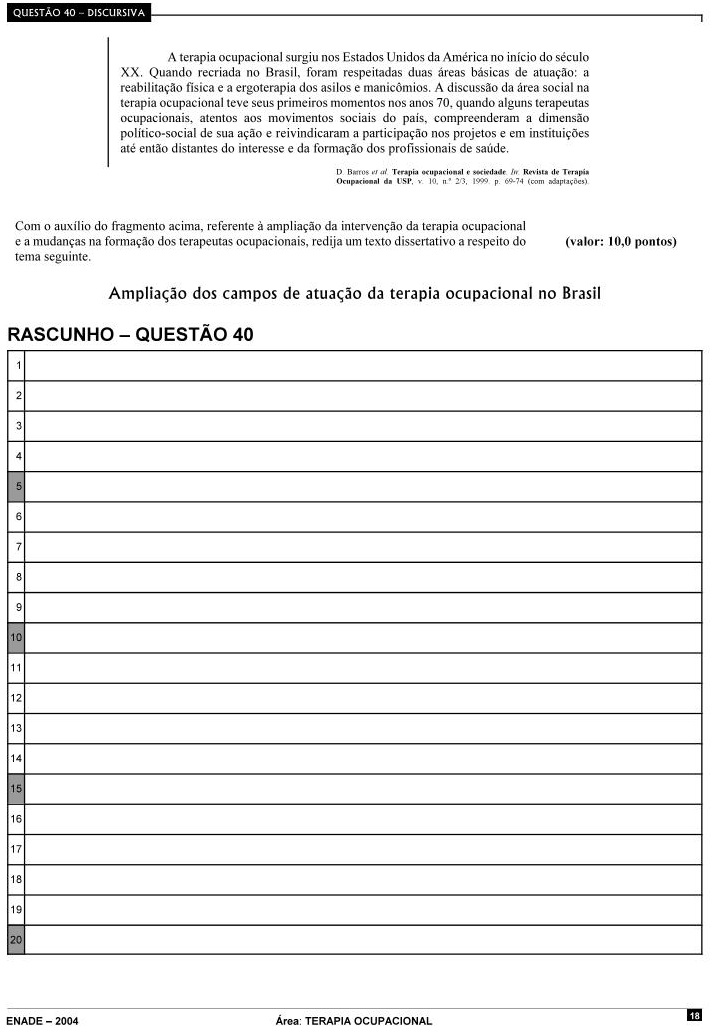 QUESTÃO 40 – DISCURSIVA
A terapia ocupacional surgiu nos Estados Unidos da América no início do século
XX. Quando recriada no Brasil, foram respeitadas duas áreas básicas de atuação: a
reabilitação física e a ergoterapia dos asilos e manicômios. A discussão da área social na
terapia ocupacional teve seus primeiros momentos nos anos 70, quando alguns terapeutas
ocupacionais, atentos aos movimentos sociais do país, compreenderam a dimensão
político-social de sua ação e reivindicaram a participação nos projetos e em instituições
até então distantes do interesse e da formação dos profissionais de saúde.
D. Barros et al. Terapia ocupacional e sociedade. In: Revista de Terapia
Ocupacional da USP, v. 10, n.º 2/3, 1999. p. 69-74 (com adaptações).
Com o auxílio do fragmento acima, referente à ampliação da intervenção da terapia ocupacional
e a mudanças na formação dos terapeutas ocupacionais, redija um texto dissertativo a respeito do
tema seguinte.
(valor: 10,0 pontos)
Ampliação dos campos de atuação da terapia ocupacional no Brasil
RASCUNHO – QUESTÃO 40
1
2
3
4
5
6
7
8
9
10
11
12
13
14
15
16
17
18
19
20
ENADE – 2004
Área: TERAPIA OCUPACIONAL
18